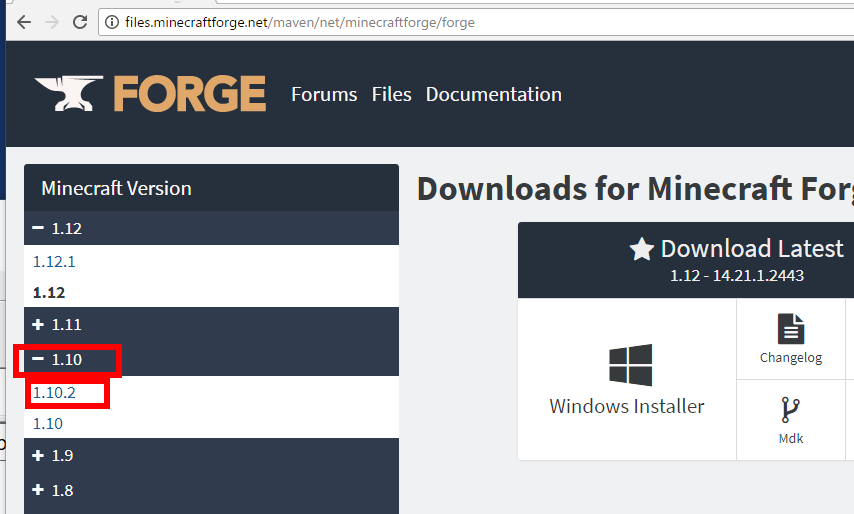 files.minecraftforge.net/maven/net/minecraftforge/forge
FORGE Forums Files Documentation
Minecraft Version
1.12
1.12.1
1.12
1.11
1.10
1.10.2
1.10
1.9
1.8
Downloads for Minecraft
Download Latest
1.12 - 14.21.1.2443
Windows Installer
Changelog
Mdk